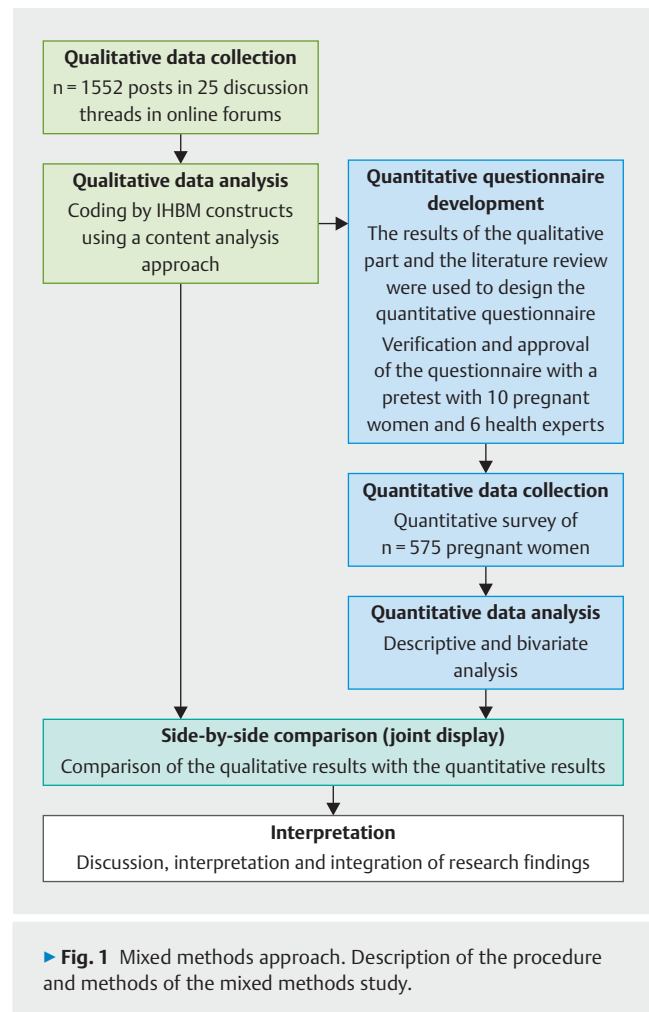 Qualitative data collection
n = 1552 posts in 25 discussion
threads in online forums
Qualitative data analysis
Coding by IHBM constructs
using a content analysis
approach
Quantitative questionnaire
development
The results of the qualitative
part and the literature review
were used to design the
quantitative questionnaire
Verification and approval
of the questionnaire with a
pretest with 10 pregnant
women and 6 health experts
Quantitative data collection
Quantitative survey of
n = 575 pregnant women
Quantitative data analysis
Descriptive and bivariate
analysis
Side-by-side comparison (joint display)
Comparison of the qualitative results with the quantitative results
Interpretation
Discussion, interpretation and integration of research findings
► Fig. 1 Mixed methods approach. Description of the procedure
and methods of the mixed methods study.